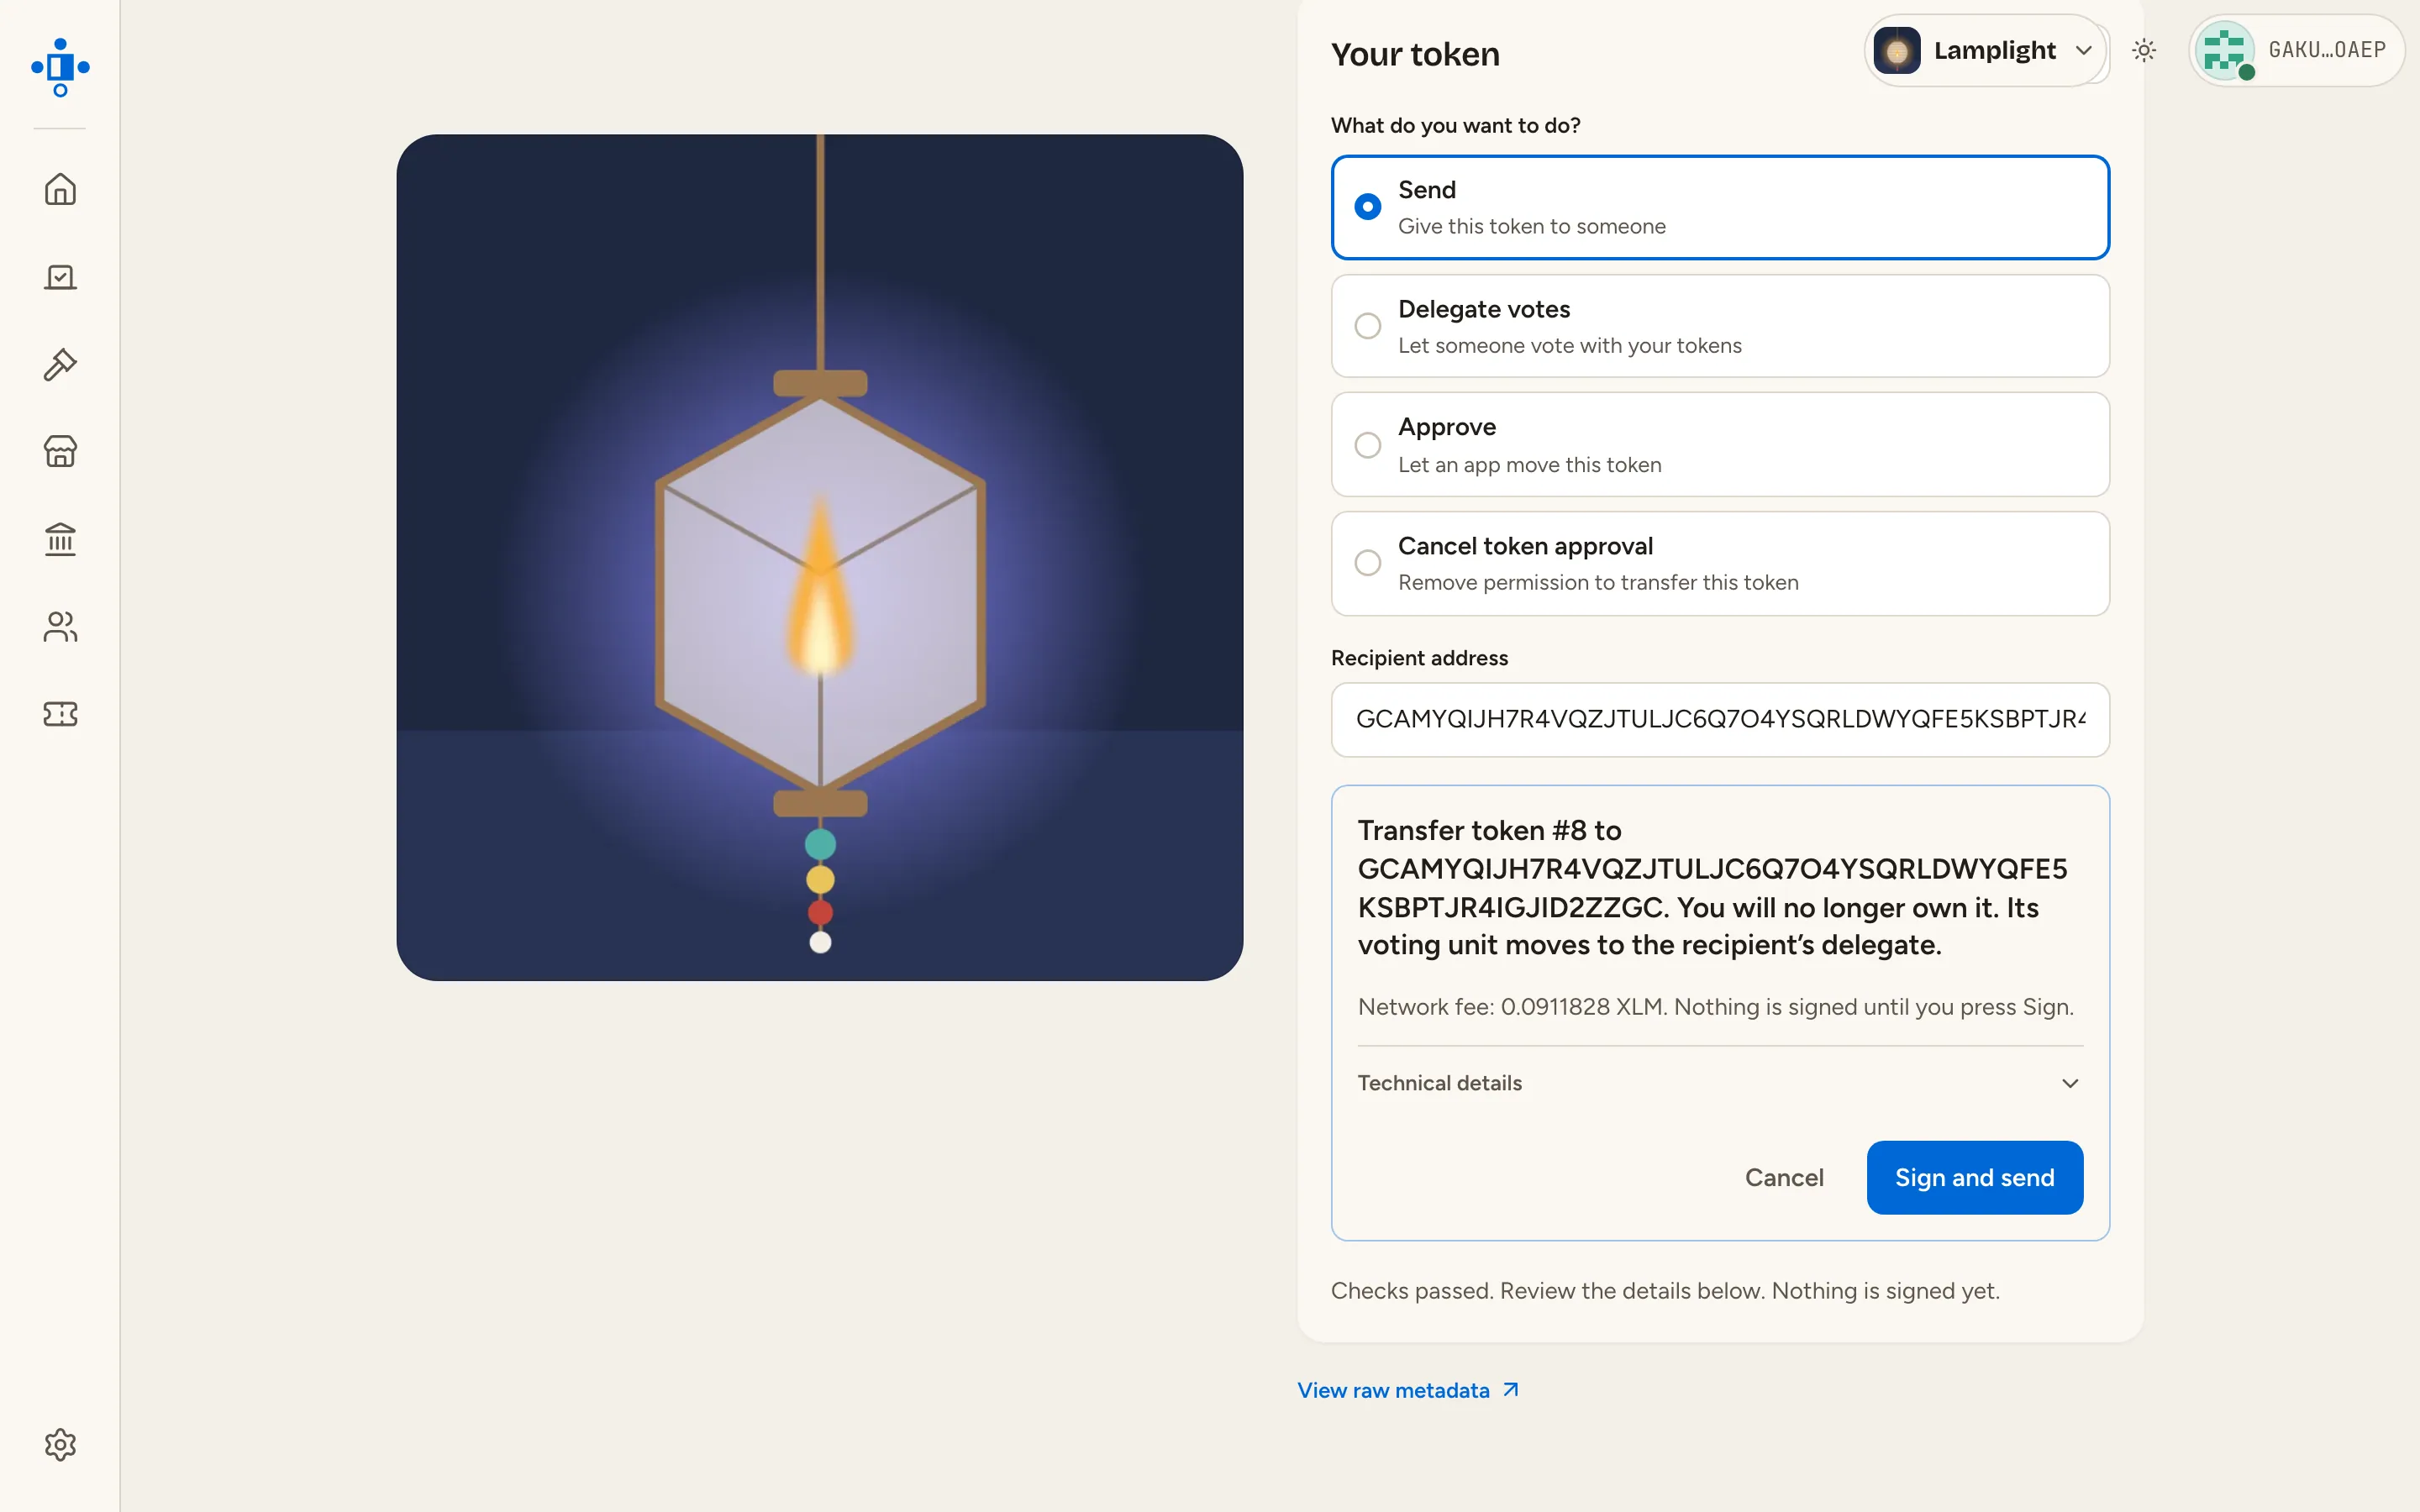 Your token
Lamplight
GAKU...OAEP
What do you want to do?
Send
Give this token to someone
Delegate votes
Let someone vote with your tokens
Approve
Let an app move this token
Cancel token approval
Remove permission to transfer this token
Recipient address
GCAMYQIJH7R4VQZJTULJC6Q7O4YSQRLDWYQFE5KSBPTJR4
Transfer token #8 to
GCAMYQIJH7R4VQZJTULJC6Q7O4YSQRLDWYQFE5
KSBPTJR4IGJID2ZZGC. You will no longer own it. Its
voting unit moves to the recipient’s delegate.
Network fee: 0.0911828 XLM. Nothing is signed until you press Sign.
Technical details
Cancel
Sign and send
Checks passed. Review the details below. Nothing is signed yet.
View raw metadata